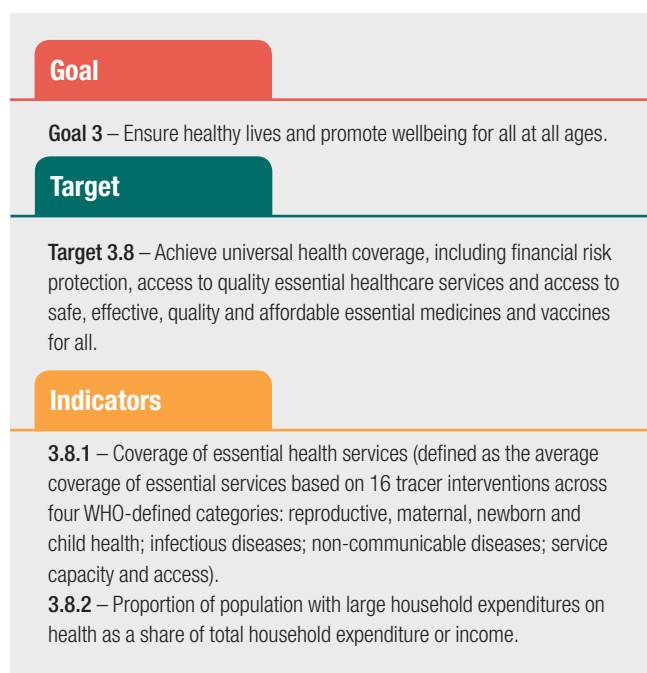 Goal
Goal 3 – Ensure healthy lives and promote wellbeing for all at all ages.
Target
Target 3.8 – Achieve universal health coverage, including financial risk
protection, access to quality essential healthcare services and access to
safe, effective, quality and affordable essential medicines and vaccines
for all.
Indicators
3.8.1 – Coverage of essential health services (defined as the average
coverage of essential services based on 16 tracer interventions across
four WHO-defined categories: reproductive, maternal, newborn and
child health; infectious diseases; non-communicable diseases; service
capacity and access).
3.8.2 – Proportion of population with large household expenditures on
health as a share of total household expenditure or income.